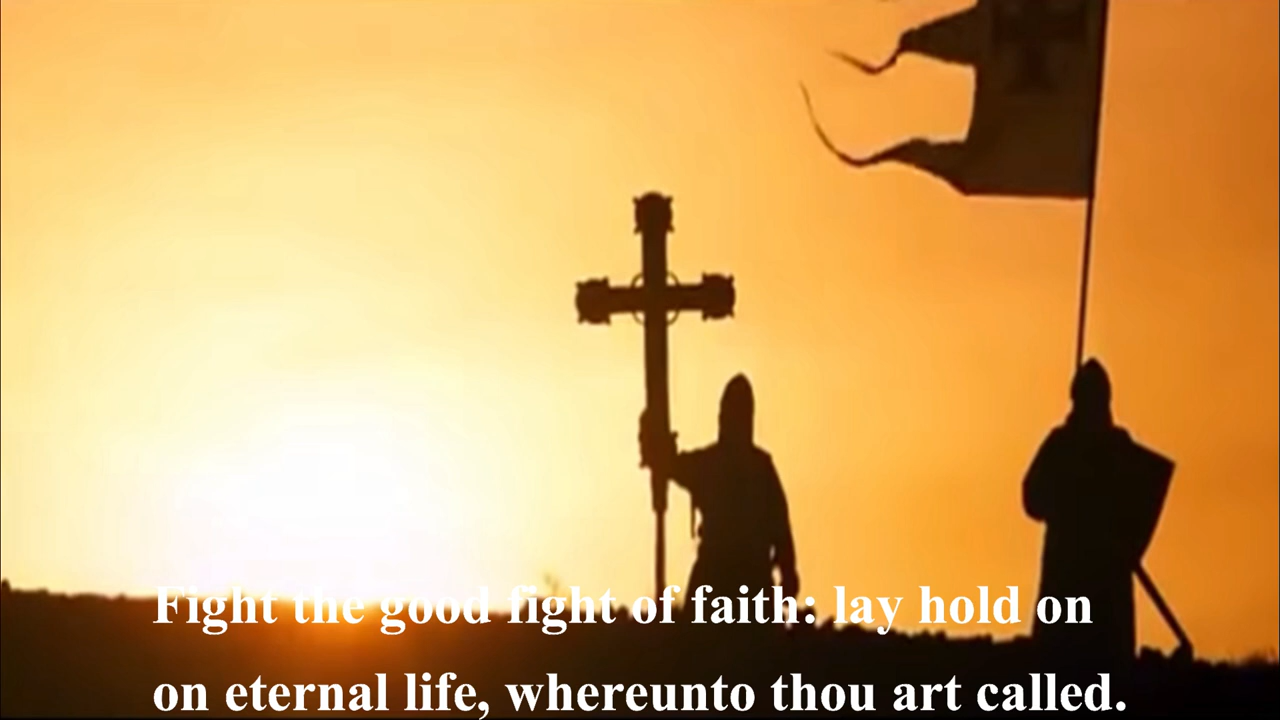 Fight the good fight of faith: lay hold on
on eternal life, whereunto thou art called.